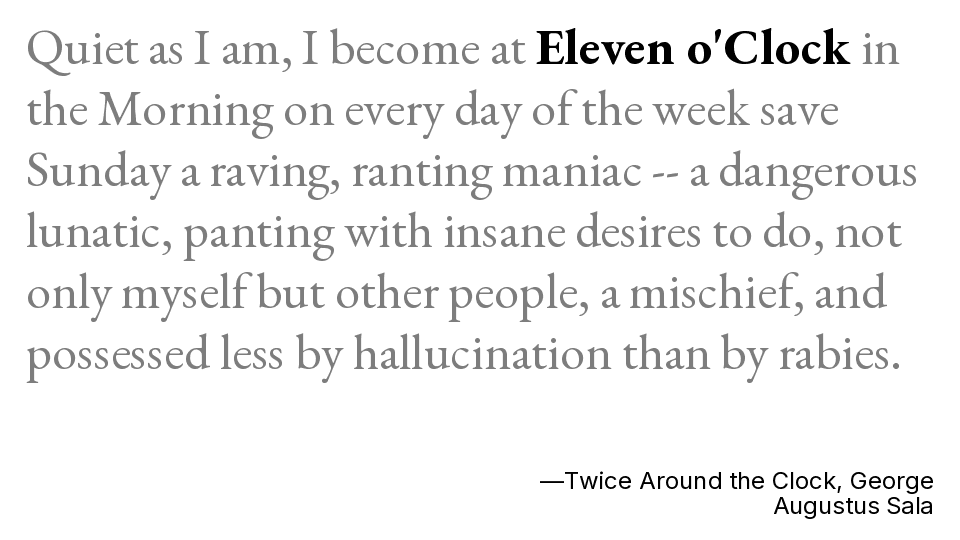 Quiet as I am, I become at Eleven o'Clock in
the Morning on every day of the week save
Sunday a raving, ranting maniac -- a dangerous
lunatic, panting with insane desires to do, not
only myself but other people, a mischief, and
possessed less by hallucination than by rabies.
—Twice Around the Clock, George
Augustus Sala